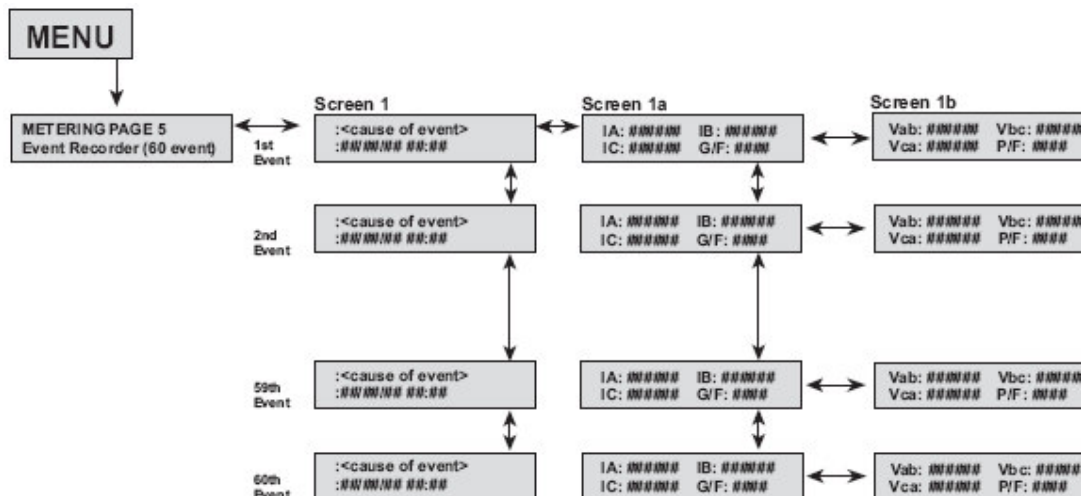 MENU
METERING PAGE 5
Event Recorder (60 event)
Screen 1
Screen 1a
Screen 1b
1st
Event
:<cause of event>
:##/##/## ##:##
IA: ###### IB: ######
IC: ###### G/F: ####
Vab: ###### Vbc: ######
Vca: ###### P/F: ####
2nd
Event
:<cause of event>
:##/##/## ##:##
IA: ###### IB: ######
IC: ###### G/F: ####
Vab: ###### Vbc: ######
Vca: ###### P/F: ####
59th
Event
:<cause of event>
:##/##/## ##:##
IA: ###### IB: ######
IC: ###### G/F: ####
Vab: ###### Vbc: ######
Vca: ###### P/F: ####
60th
Event
:<cause of event>
:##/##/## ##:##
IA: ###### IB: ######
IC: ###### G/F: ####
Vab: ###### Vbc: ######
Vca: ###### P/F: ####